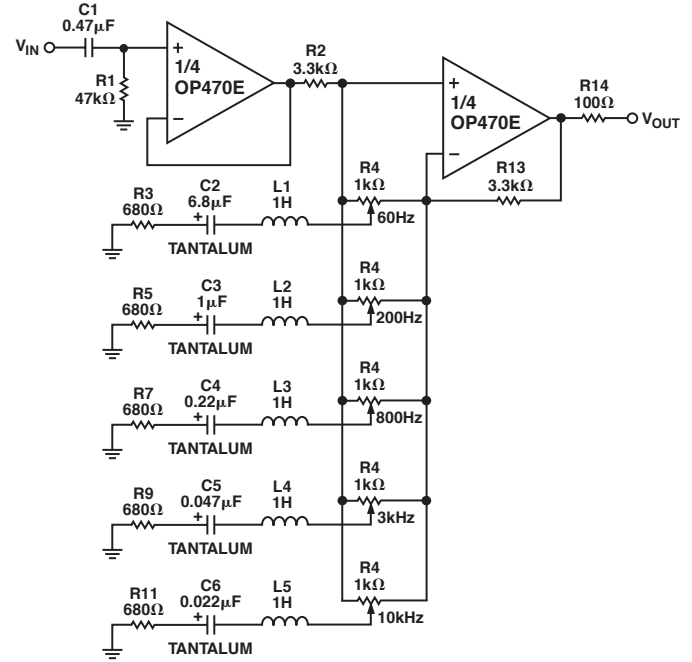 C1
0.47µF
VIN
R1
47kΩ
+
1/4
OP470E
–
R2
3.3kΩ
+
1/4
OP470E
–
R14
100Ω
VOUT
R13
3.3kΩ
R3
680Ω
C2
6.8µF
+
TANTALUM
L1
1H
R4
1kΩ
60Hz
R5
680Ω
C3
1µF
+
TANTALUM
L2
1H
R4
1kΩ
200Hz
R7
680Ω
C4
0.22µF
+
TANTALUM
L3
1H
R4
1kΩ
800Hz
R9
680Ω
C5
0.047µF
+
TANTALUM
L4
1H
R4
1kΩ
3kHz
R11
680Ω
C6
0.022µF
+
TANTALUM
L5
1H
R4
1kΩ
10kHz